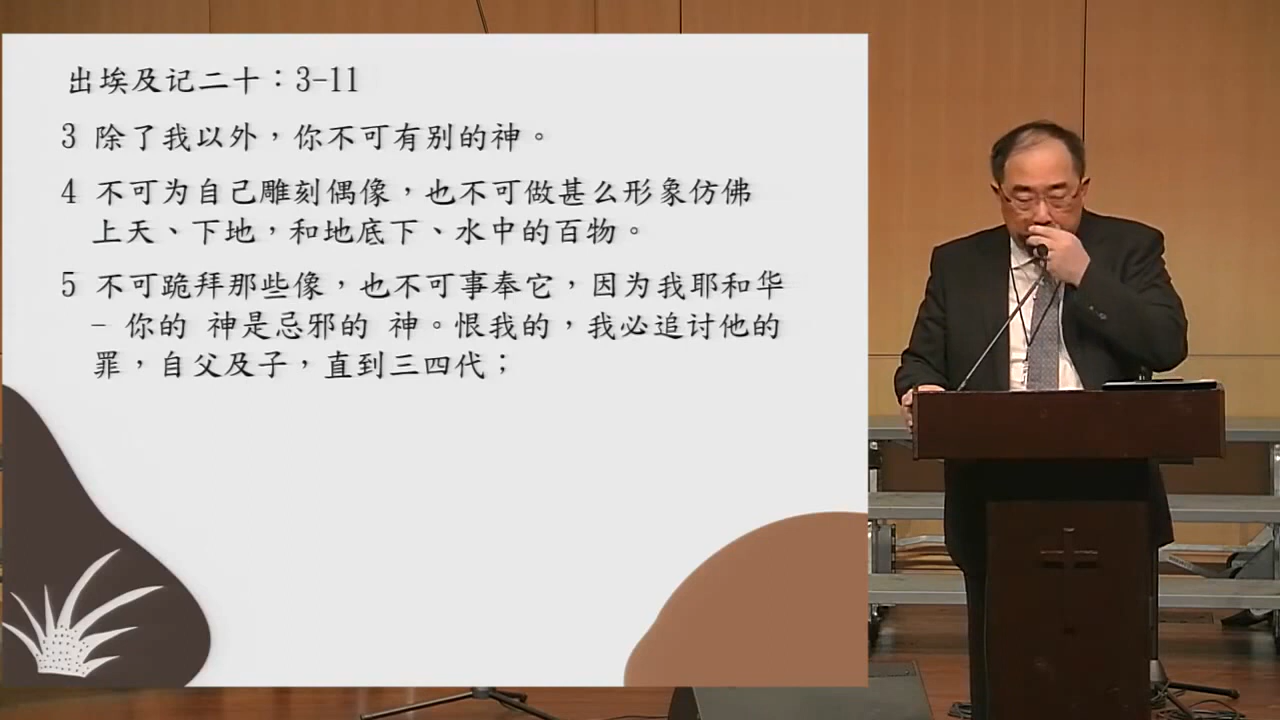 出埃及记二十：3-11
3 除了我以外，你不可有别的神。
4 不可为自己雕刻偶像，也不可做甚么形象仿佛
上天、下地，和地底下、水中的百物。
5 不可跪拜那些像，也不可事奉它，因为我耶和华
- 你的 神是忌邪的 神。恨我的，我必追讨他的
罪，自父及子，直到三四代；